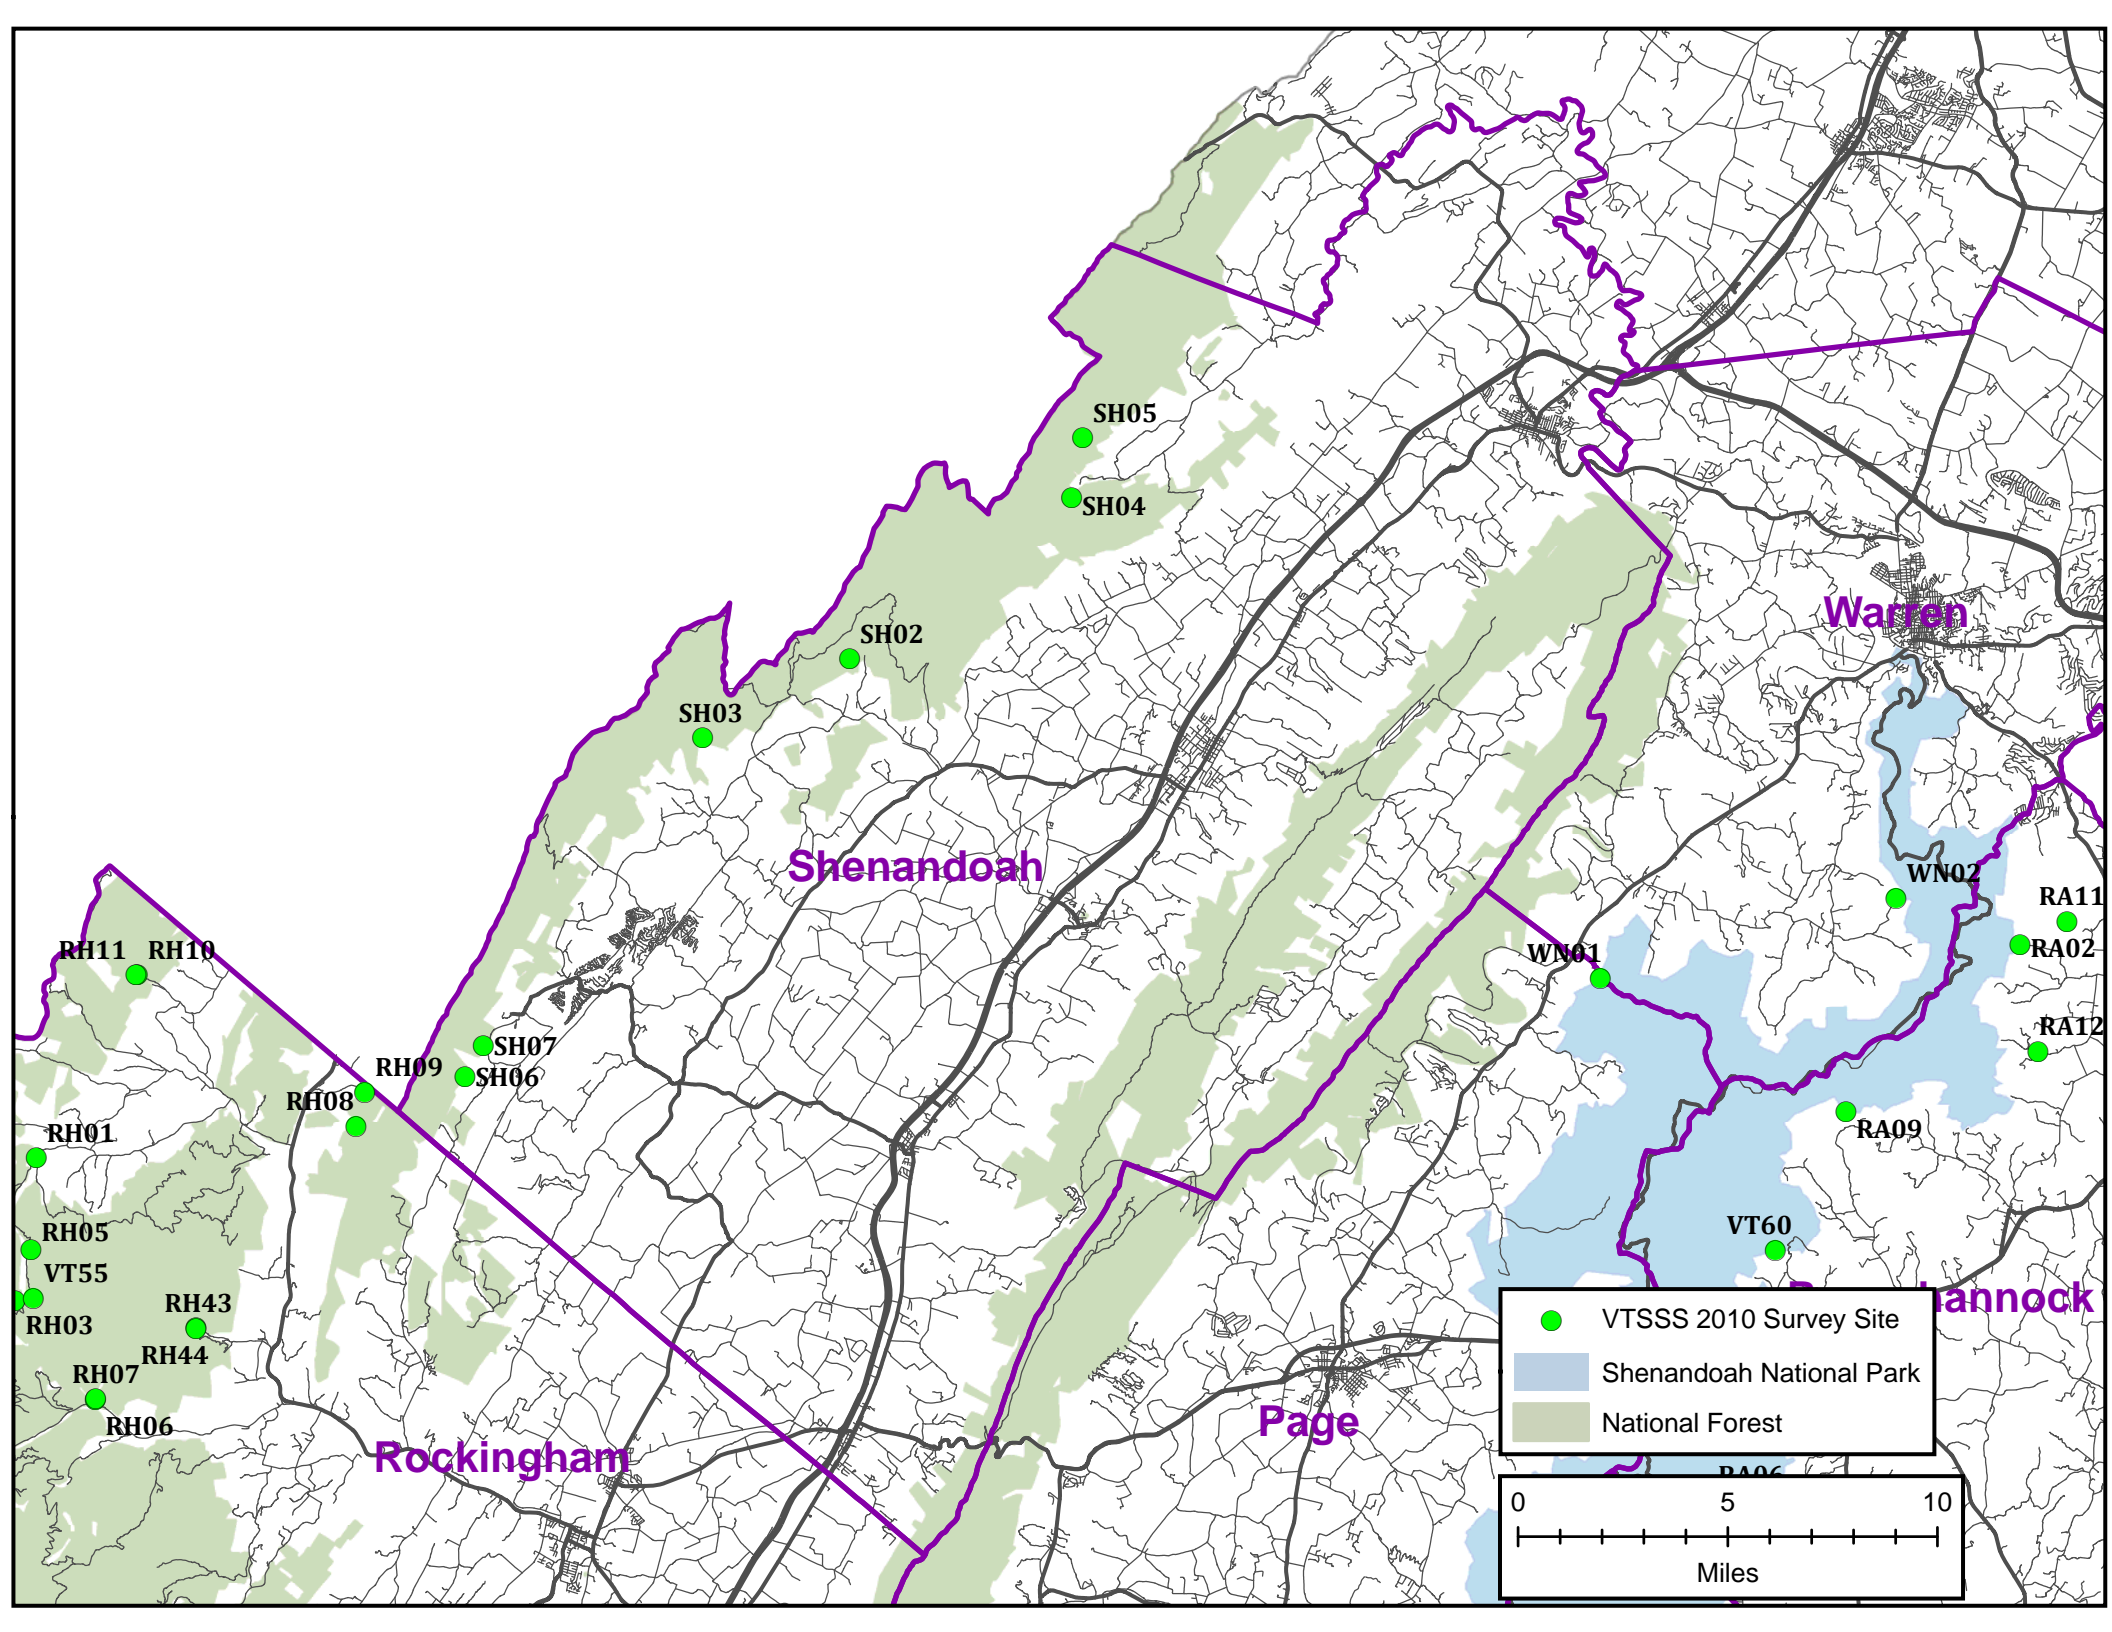 SH05
SH04
Warren
SH02
SH03
Shenandoah
WN02
RA11
RH11 RH10
WN01
RA02
SH07
RA12
RH09
SH06
RH08
RH01
RA09
RH05
VT60
VT55
annock
RH43
RH03
RH44
RH07
RH06
Page
Rockingham
VTSSS 2010 Survey Site
Shenandoah National Park
National Forest
RA06
0 5 10
Miles